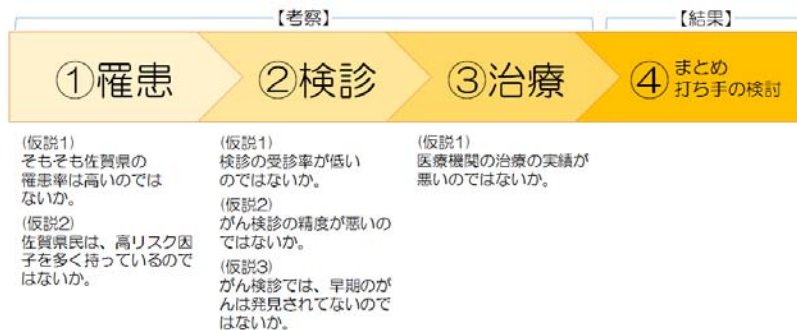 【考察】
【結果】
①罹患
②検診
③治療
④ まとめ
打ち手の検討
(仮説1)
そもそも佐賀県の
罹患率は高いのでは
ないか。
(仮説2)
佐賀県民は、高リスク因
子を多く持っているので
はないか。
(仮説1)
検診の受診率が低い
のではないか。
(仮説2)
がん検診の精度が悪いの
ではないか。
(仮説3)
がん検診では、早期のが
んは発見されてないので
はないか。
(仮説1)
医療機関の治療の実績が
悪いのではないか。